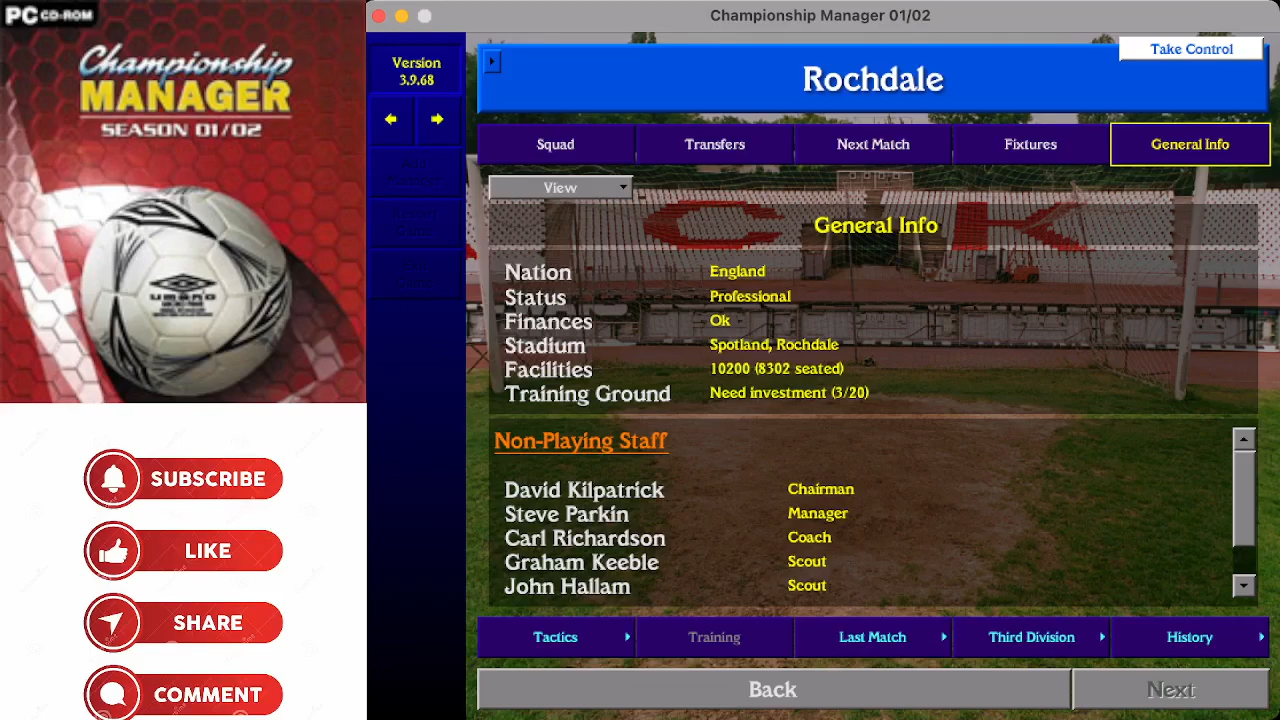 PC CD-ROM
Championship
MANAGER
SEASON 01/02
UMBRO
SUBSCRIBE
LIKE
SHARE
COMMENT
Championship Manager 01/02
Version
3.9.68
Take Control
Rochdale
Squad
Transfers
Next Match
Fixtures
General Info
View
General Info
Nation England
Status Professional
Finances Ok
Stadium Spotland, Rochdale
Facilities 10200 (8302 seated)
Training Ground Need investment (3/20)
Non-Playing Staff
David Kilpatrick Chairman
Steve Parkin Manager
Carl Richardson Coach
Graham Keeble Scout
John Hallam Scout
Tactics
Training
Last Match
Third Division
History
Back
Next